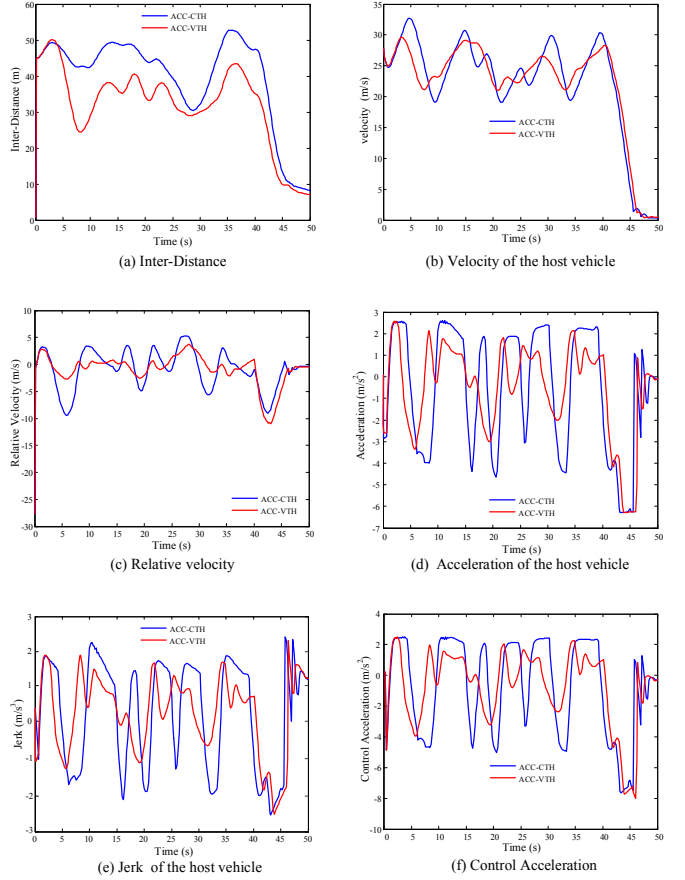 60
50
40
30
20
10
0
Inter-Distance (m)
ACC-CTH
ACC-VTH
0 5 10 15 20 25 30 35 40 45 50
Time (s)
(a) Inter-Distance
35
30
25
20
15
10
5
0
velocity (m/s)
ACC-CTH
ACC-VTH
0 5 10 15 20 25 30 35 40 45 50
Time (s)
(b) Velocity of the host vehicle
10
5
0
-5
-10
-15
-20
-25
-30
Relative Velocity (m/s)
ACC-CTH
ACC-VTH
0 5 10 15 20 25 30 35 40 45 50
Time (s)
(c) Relative velocity
3
2
1
0
-1
-2
-3
-4
-5
-6
-7
Acceleration (m/s²)
ACC-CTH
ACC-VTH
0 5 10 15 20 25 30 35 40 45 50
Time (s)
(d) Acceleration of the host vehicle
3
2
1
0
-1
-2
-3
Jerk (m/s³)
ACC-CTH
ACC-VTH
0 5 10 15 20 25 30 35 40 45 50
Time (s)
(e) Jerk of the host vehicle
4
2
0
-2
-4
-6
-8
-10
Control Acceleration (m/s²)
ACC-CTH
ACC-VTH
0 5 10 15 20 25 30 35 40 45 50
Time (s)
(f) Control Acceleration